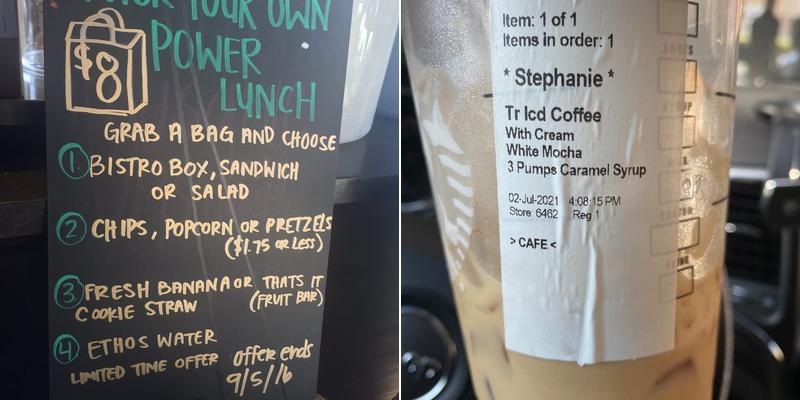 YOUR OWN
POWER
LUNCH
$8
GRAB A BAG AND CHOOSE
1. BISTRO BOX, SANDWICH
OR SALAD
2 CHIPS, POPCORN OR PRETZELS
($1.75 OR LESS)
3. FRESH BANANA OR THATS IT
COOKIE STRAW (FRUIT BAR)
4 ETHOS WATER
LIMITED TIME OFFER offer ends
9/5/16
Item: 1 of 1
Items in order: 1
* Stephanie *
Tr Icd Coffee
With Cream
White Mocha
3 Pumps Caramel Syrup
02-Jul-2021 4:08:15 PM
Store: 6462 Reg 1
> CAFE <